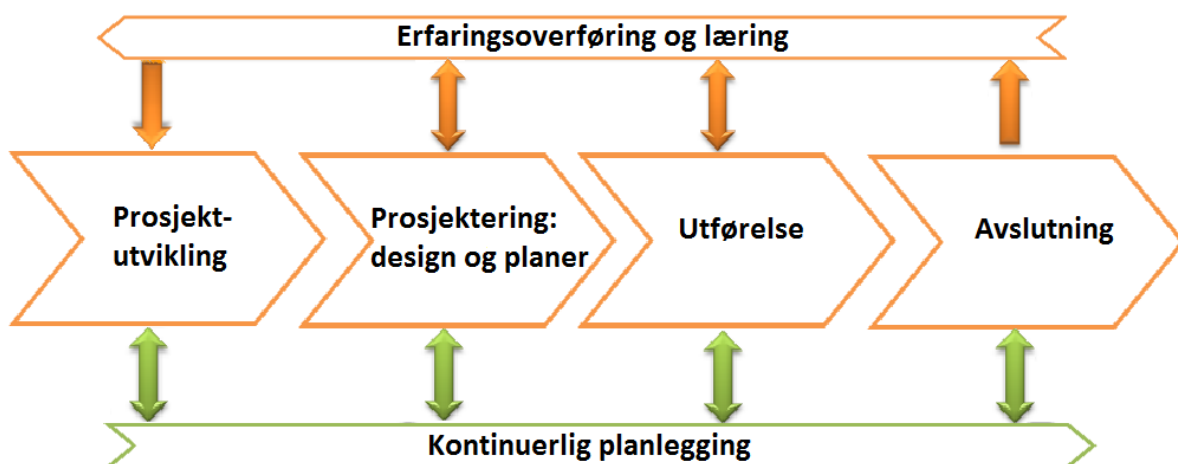 Erfaringsoverføring og læring
Prosjekt-
utvikling
Prosjektering:
design og planer
Utførelse
Avslutning
Kontinuerlig planlegging